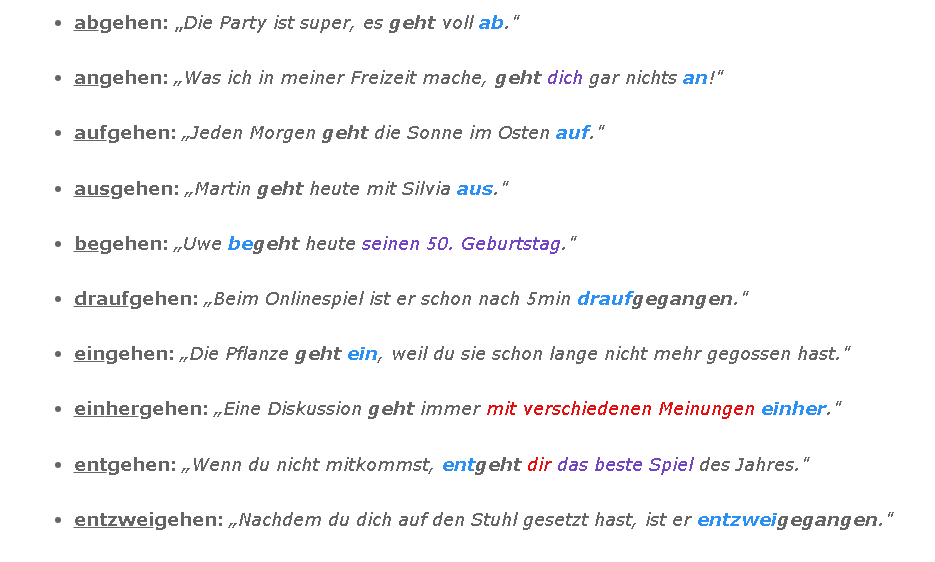 • abgehen: „Die Party ist super, es geht voll ab."
• angehen: „Was ich in meiner Freizeit mache, geht dich gar nichts an!"
• aufgehen: „Jeden Morgen geht die Sonne im Osten auf."
• ausgehen: „Martin geht heute mit Silvia aus."
• begehen: „Uwe begeht heute seinen 50. Geburtstag."
• draufgehen: „Beim Onlinespiel ist er schon nach 5min draufgegangen."
• eingehen: „Die Pflanze geht ein, weil du sie schon lange nicht mehr gegossen hast."
• einhergehen: „Eine Diskussion geht immer mit verschiedenen Meinungen einher."
• entgehen: „Wenn du nicht mitkommst, entgeht dir das beste Spiel des Jahres."
• entzweigehen: „Nachdem du dich auf den Stuhl gesetzt hast, ist er entzweigegangen."